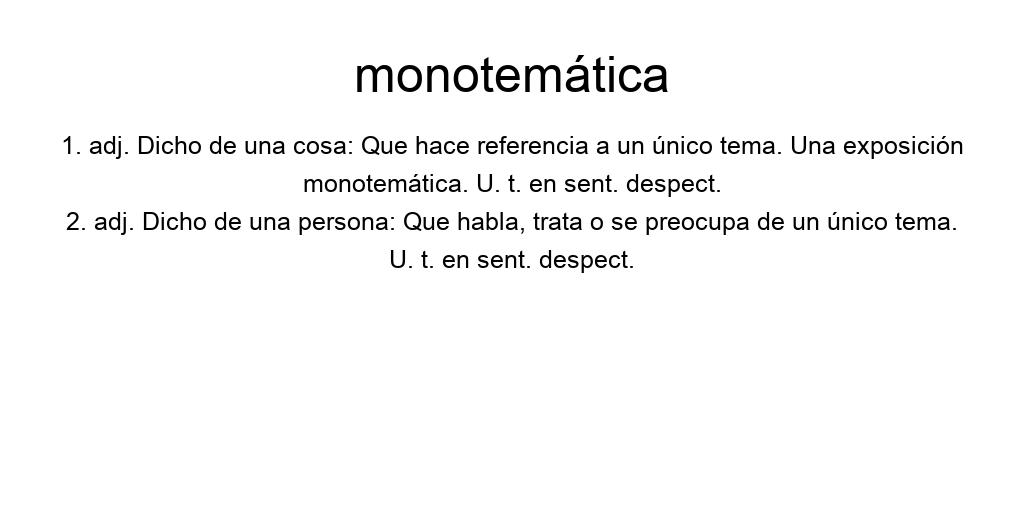 monotemática
1. adj. Dicho de una cosa: Que hace referencia a un único tema. Una exposición
monotemática. U. t. en sent. despect.
2. adj. Dicho de una persona: Que habla, trata o se preocupa de un único tema.
U. t. en sent. despect.